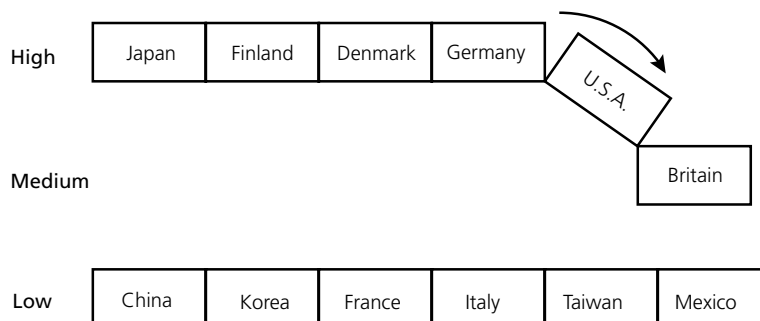 High
Japan
Finland
Denmark
Germany
U.S.A.
Medium
Britain
Low
China
Korea
France
Italy
Taiwan
Mexico